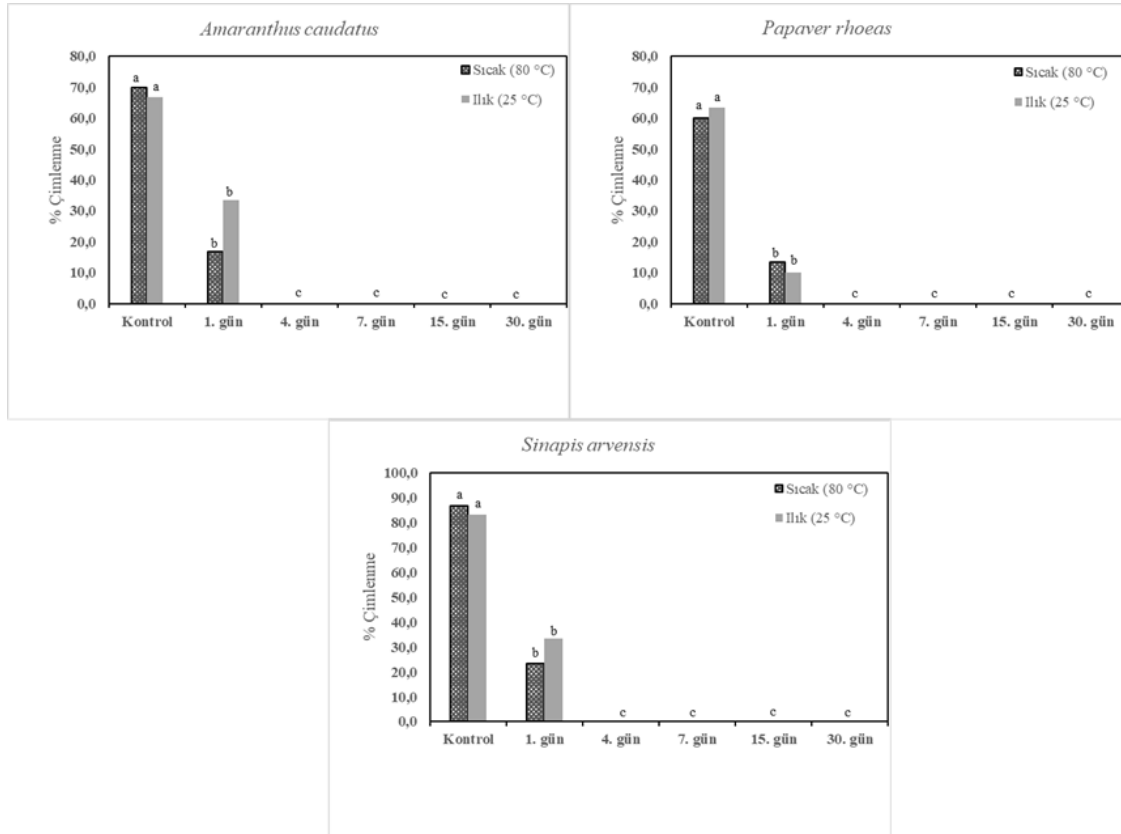 Amaranthus caudatus
80,0
70,0
60,0
50,0
40,0
30,0
20,0
10,0
0,0
% Çimlenme
Sıcak (80 °C)
Ilık (25 °C)
a
a
b
b
c
c
c
c
Kontrol 1. gün 4. gün 7. gün 15. gün 30. gün
Papaver rhoeas
80,0
70,0
60,0
50,0
40,0
30,0
20,0
10,0
0,0
% Çimlenme
Sıcak (80 °C)
Ilık (25 °C)
a
a
b
b
c
c
c
c
Kontrol 1. gün 4. gün 7. gün 15. gün 30. gün
Sinapis arvensis
100,0
90,0
80,0
70,0
60,0
50,0
40,0
30,0
20,0
10,0
0,0
% Çimlenme
Sıcak (80 °C)
Ilık (25 °C)
a
a
b
b
c
c
c
c
Kontrol 1. gün 4. gün 7. gün 15. gün 30. gün